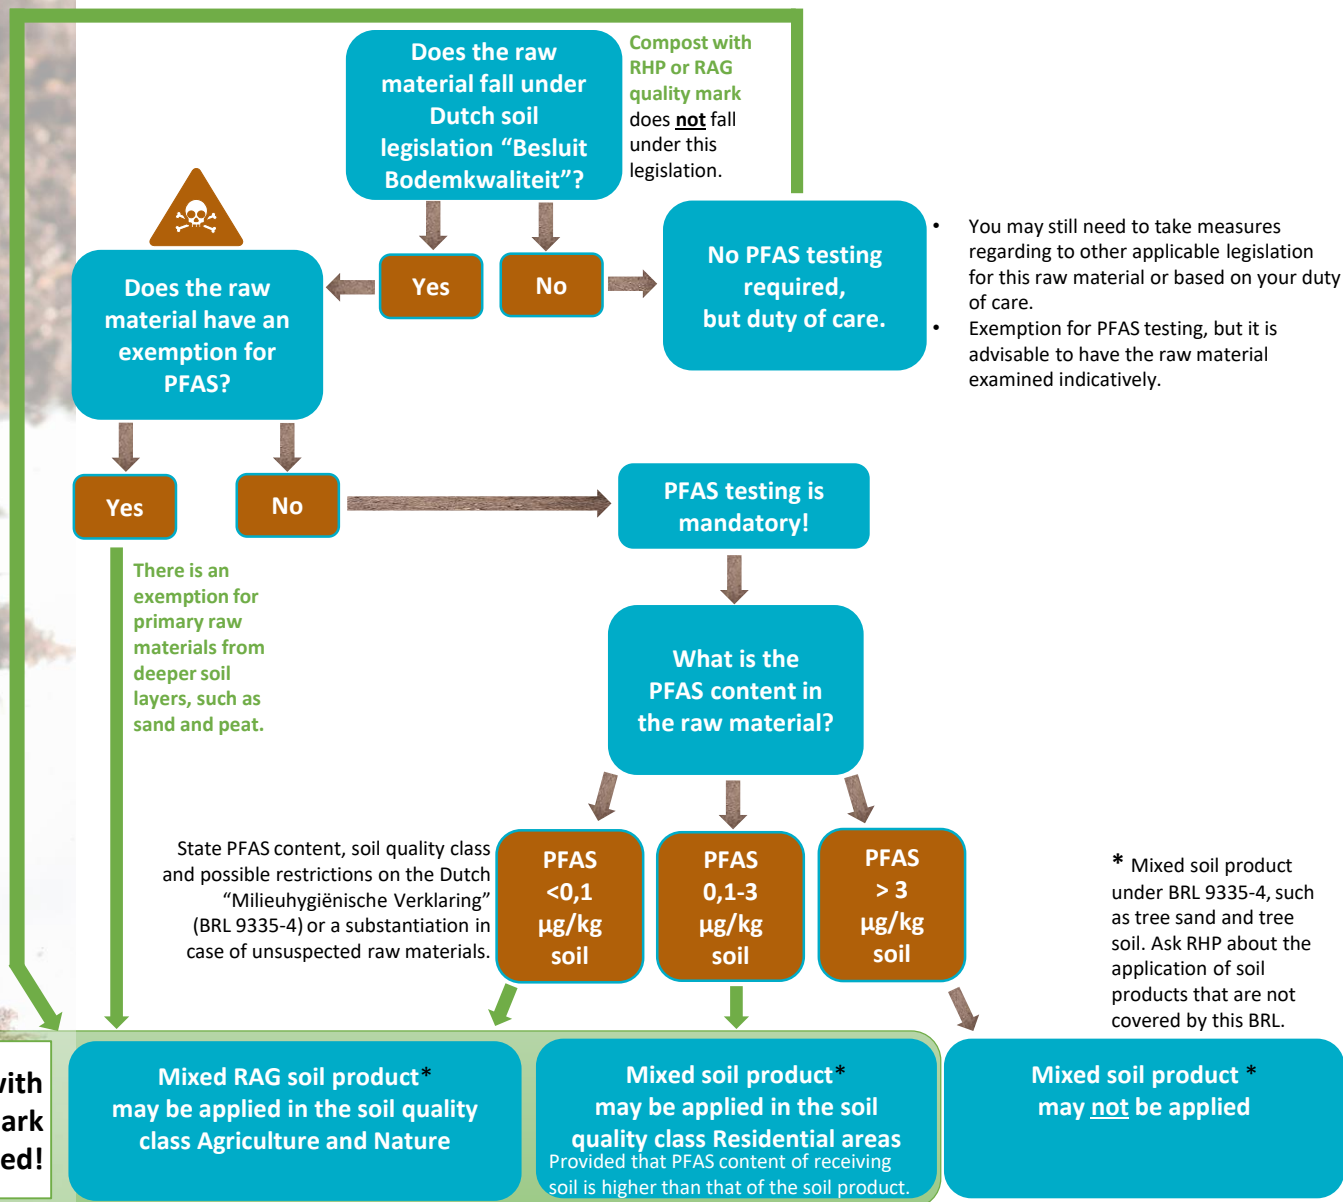 Does the raw
material fall under
Dutch soil
legislation “Besluit
Bodemkwaliteit”?
Compost with
RHP or RAG
quality mark
does not fall
under this
legislation.
Yes
No
No PFAS testing
required,
but duty of care.
• You may still need to take measures
regarding to other applicable legislation
for this raw material or based on your duty
of care.
• Exemption for PFAS testing, but it is
advisable to have the raw material
examined indicatively.
Does the raw
material have an
exemption for
PFAS?
Yes
No
PFAS testing is
mandatory!
There is an
exemption for
primary raw
materials from
deeper soil
layers, such as
sand and peat.
What is the
PFAS content in
the raw material?
State PFAS content, soil quality class
and possible restrictions on the Dutch
“Milieuhygiënische Verklaring”
(BRL 9335-4) or a substantiation in
case of unsuspected raw materials.
PFAS
<0,1
µg/kg
soil
PFAS
0,1-3
µg/kg
soil
PFAS
> 3
µg/kg
soil
* Mixed soil product
under BRL 9335-4, such
as tree sand and tree
soil. Ask RHP about the
application of soil
products that are not
covered by this BRL.
with
ark
ed!
Mixed RAG soil product*
may be applied in the soil quality
class Agriculture and Nature
Mixed soil product*
may be applied in the soil
quality class Residential areas
Provided that PFAS content of receiving
soil is higher than that of the soil product.
Mixed soil product *
may not be applied